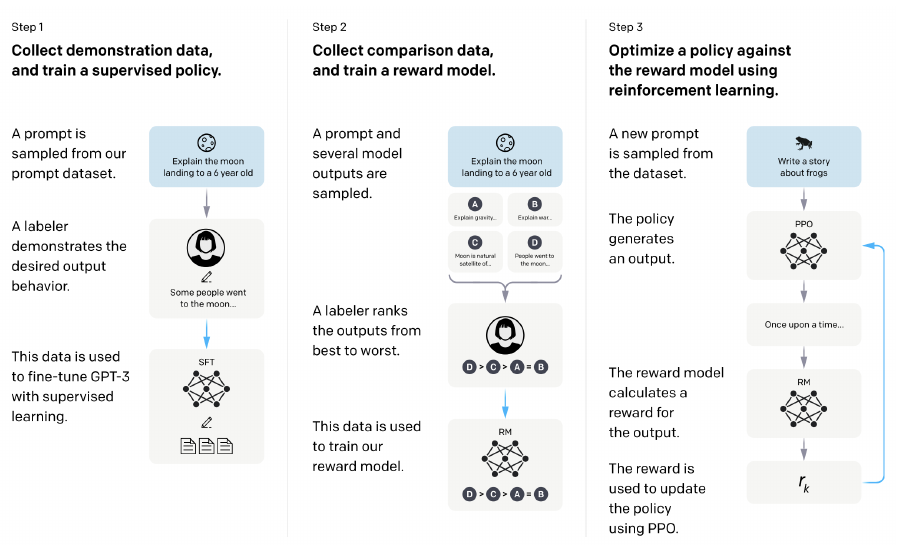 Step 1
Collect demonstration data,
and train a supervised policy.
A prompt is
sampled from our
prompt dataset.
Explain the moon
landing to a 6 year old
A labeler
demonstrates the
desired output
behavior.
Some people went
to the moon...
This data is used
to fine-tune GPT-3
with supervised
learning.
SFT
Step 2
Collect comparison data,
and train a reward model.
A prompt and
several model
outputs are
sampled.
Explain the moon
landing to a 6 year old
A
Explain gravity...
B
Explain war...
C
Moon is natural
satellite of...
D
People went to
the moon...
A labeler ranks
the outputs from
best to worst.
D > C > A = B
This data is used
to train our
reward model.
RM
D > C > A = B
Step 3
Optimize a policy against
the reward model using
reinforcement learning.
A new prompt
is sampled from
the dataset.
Write a story
about frogs
The policy
generates
an output.
PPO
Once upon a time...
The reward model
calculates a
reward for
the output.
RM
The reward is
used to update
the policy
using PPO.
rk